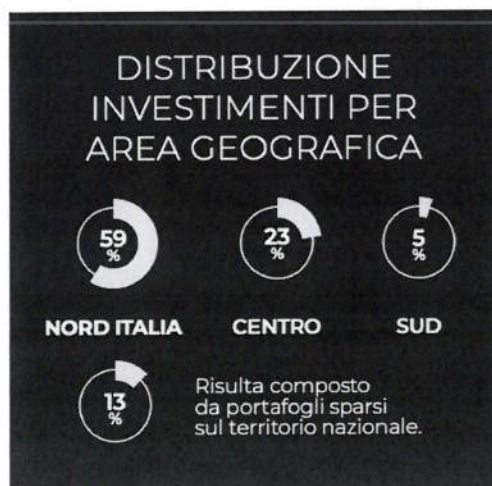 DISTRIBUZIONE
INVESTIMENTI PER
AREA GEOGRAFICA
59
%
23
%
5
%
NORD ITALIA
CENTRO
SUD
13
%
Risulta composto
da portafogli sparsi
sul territorio nazionale.